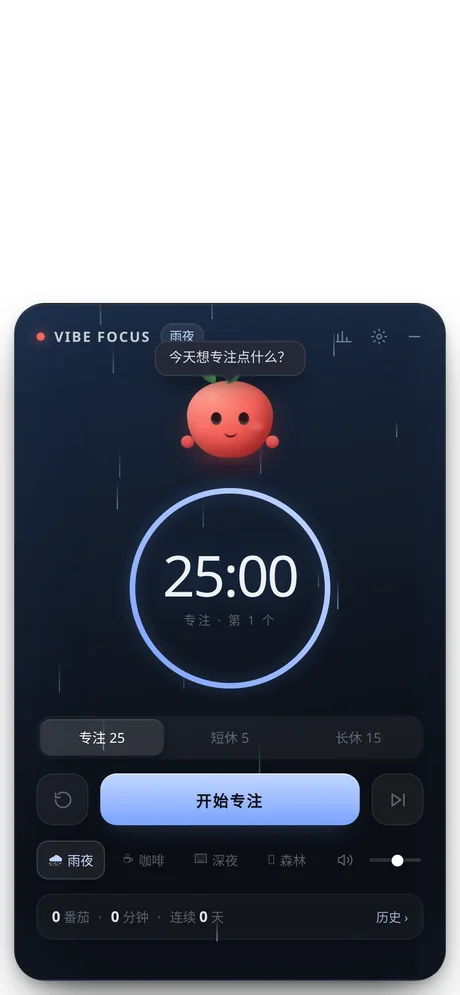 VIBE FOCUS 雨夜
今天想专注点什么？
25:00
专注 · 第 1 个
专注 25 短休 5 长休 15
开始专注
雨夜 咖啡 深夜 森林
0 番茄 · 0 分钟 · 连续 0 天 历史 ›